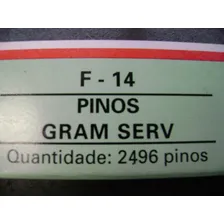 F - 14
PINOS
GRAM SERV
Quantidade: 2496 pinos